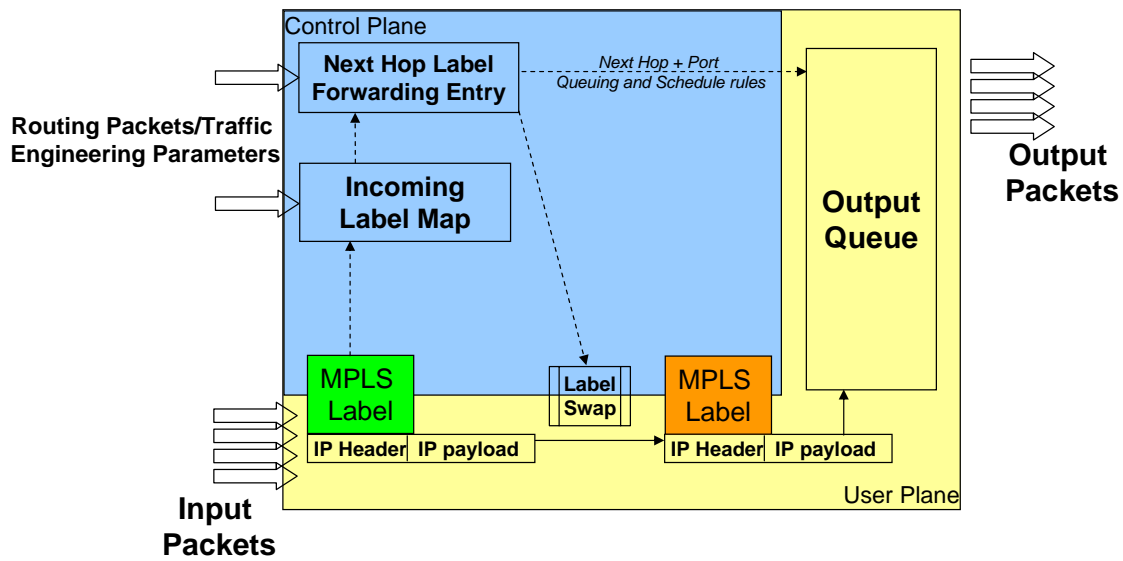 Control Plane
Next Hop Label
Forwarding Entry
Next Hop + Port
Queuing and Schedule rules
Routing Packets/Traffic
Engineering Parameters
Incoming
Label Map
Output
Queue
Output
Packets
MPLS
Label
Label
Swap
MPLS
Label
IP Header
IP payload
IP Header
IP payload
User Plane
Input
Packets